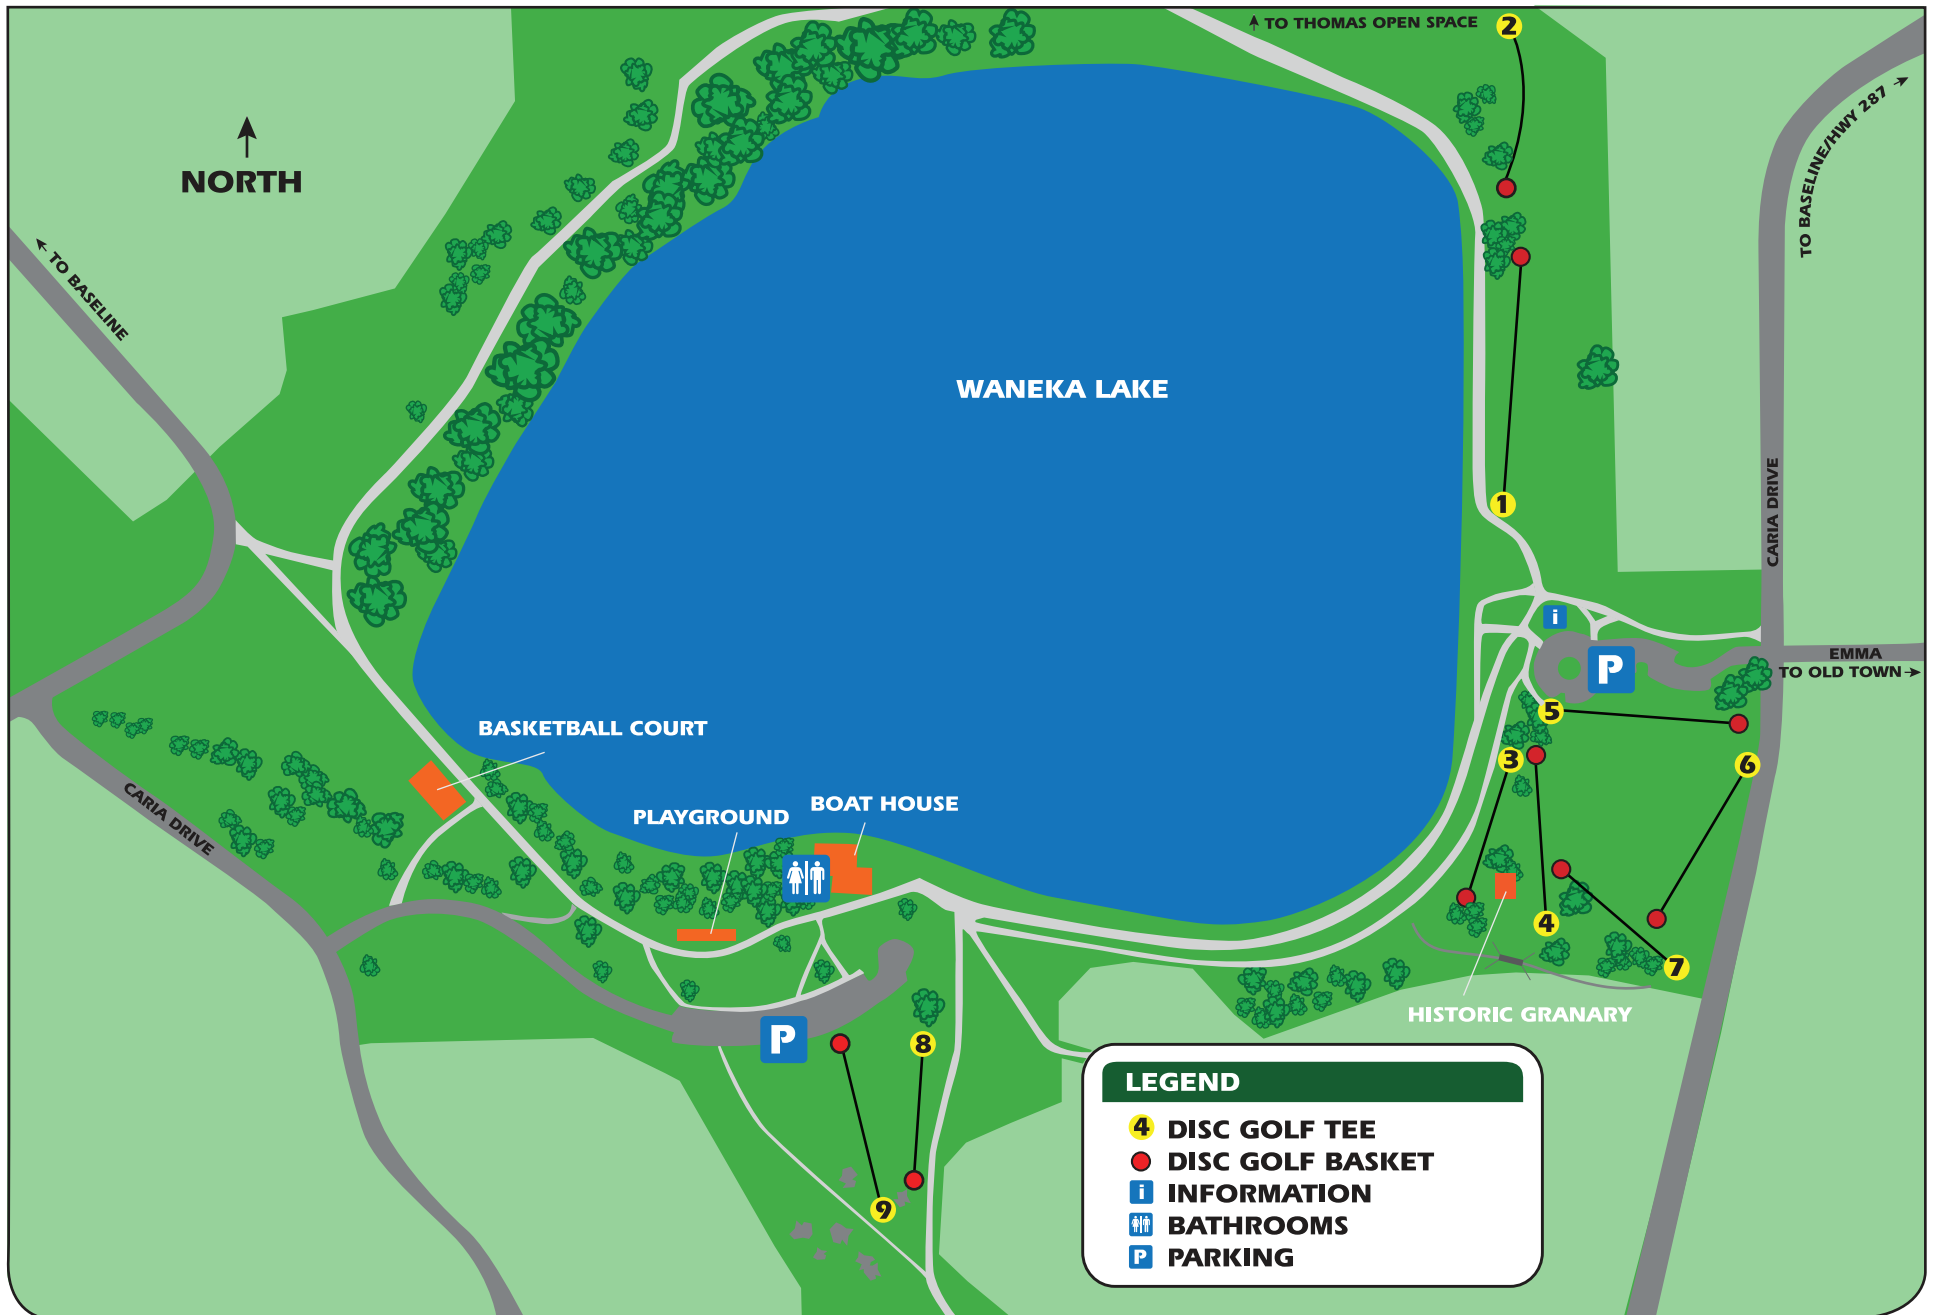 ↑ TO THOMAS OPEN SPACE
2
NORTH
TO BASELINE/HWY 287 →
← TO BASELINE
WANEKA LAKE
1
CARIA DRIVE
i
P
EMMA
TO OLD TOWN →
5
BASKETBALL COURT
3
6
BOAT HOUSE
PLAYGROUND
CARIA DRIVE
4
7
HISTORIC GRANARY
P
8
9
LEGEND
4 DISC GOLF TEE
DISC GOLF BASKET
i INFORMATION
BATHROOMS
P PARKING